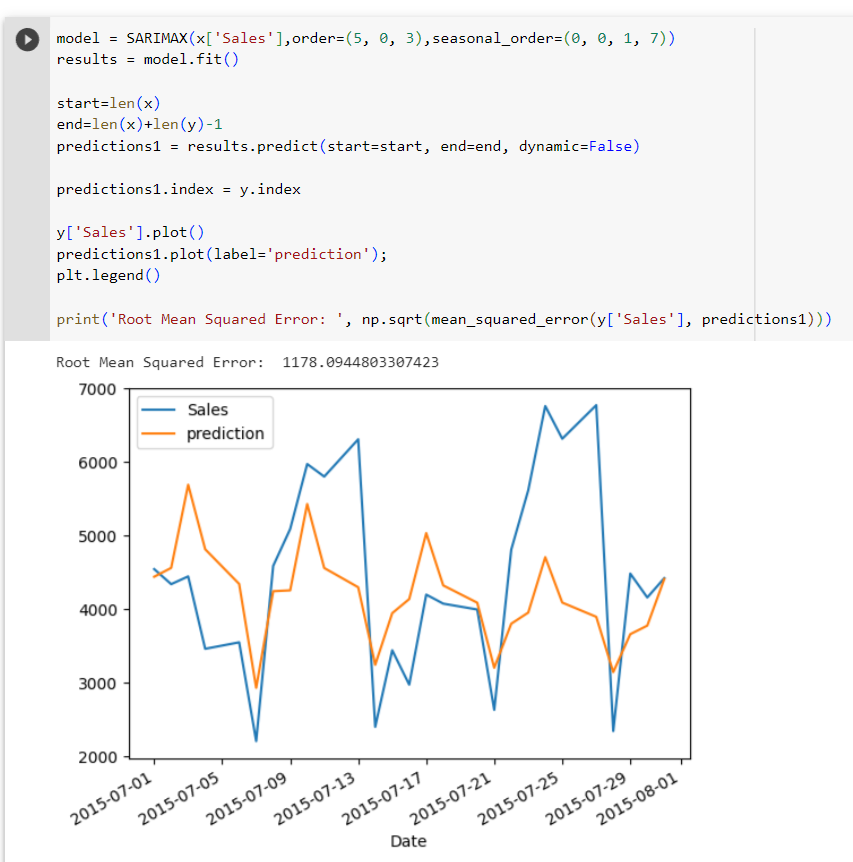 model = SARIMAX(x['Sales'],order=(5, 0, 3),seasonal_order=(0, 0, 1, 7))
results = model.fit()
start=len(x)
end=len(x)+len(y)-1
predictions1 = results.predict(start=start, end=end, dynamic=False)
predictions1.index = y.index
y['Sales'].plot()
predictions1.plot(label='prediction');
plt.legend()
print('Root Mean Squared Error: ', np.sqrt(mean_squared_error(y['Sales'], predictions1)))
Root Mean Squared Error:  1178.0944803307423
7000
Sales
prediction
6000
5000
4000
3000
2000
2015-07-01
2015-07-05
2015-07-09
2015-07-13
2015-07-17
2015-07-21
2015-07-25
2015-07-29
2015-08-01
Date